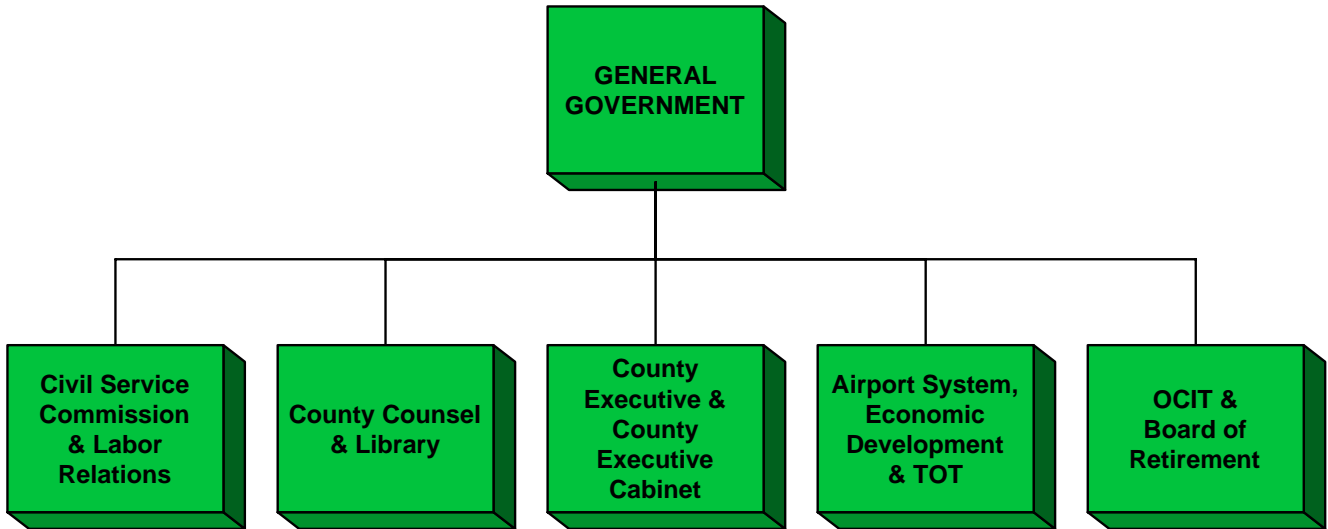 GENERAL
GOVERNMENT
Civil Service
Commission
& Labor
Relations
County Counsel
& Library
County
Executive &
County
Executive
Cabinet
Airport System,
Economic
Development
& TOT
OCIT &
Board of
Retirement